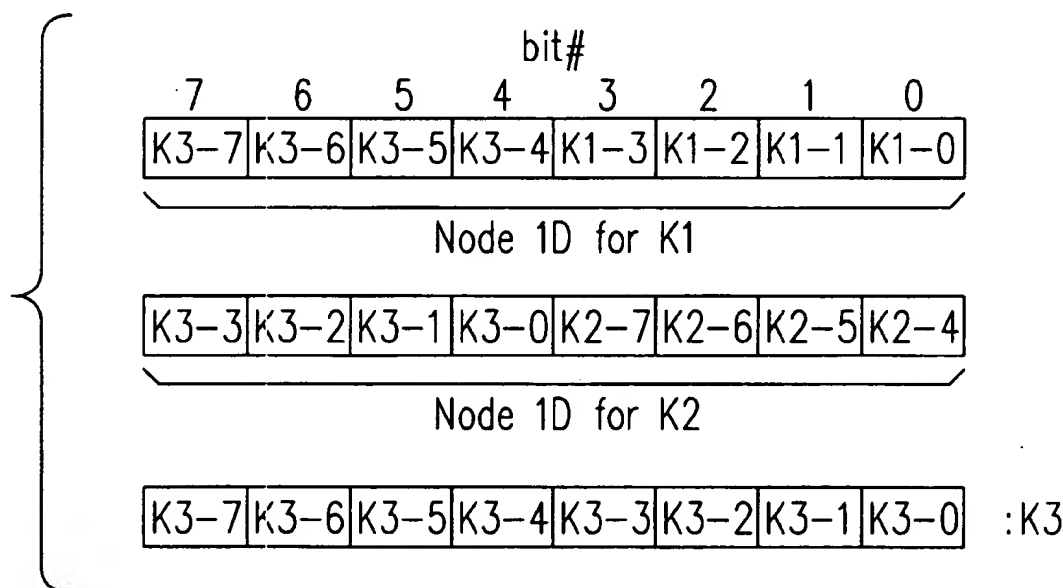 bit#
7 6 5 4 3 2 1 0
K3-7 K3-6 K3-5 K3-4 K1-3 K1-2 K1-1 K1-0
Node 1D for K1
K3-3 K3-2 K3-1 K3-0 K2-7 K2-6 K2-5 K2-4
Node 1D for K2
K3-7 K3-6 K3-5 K3-4 K3-3 K3-2 K3-1 K3-0 :K3